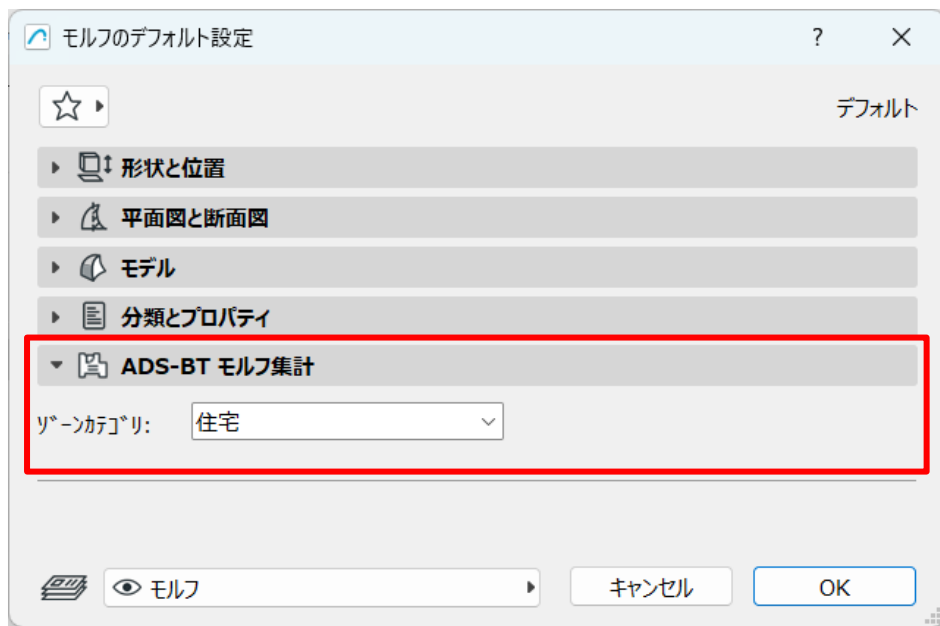 モルフのデフォルト設定 ?
デフォルト
形状と位置
平面図と断面図
モデル
分類とプロパティ
ADS-BT モルフ集計
ｿﾞｰﾝｶﾃｺﾞﾘ: 住宅
モルフ キャンセル OK